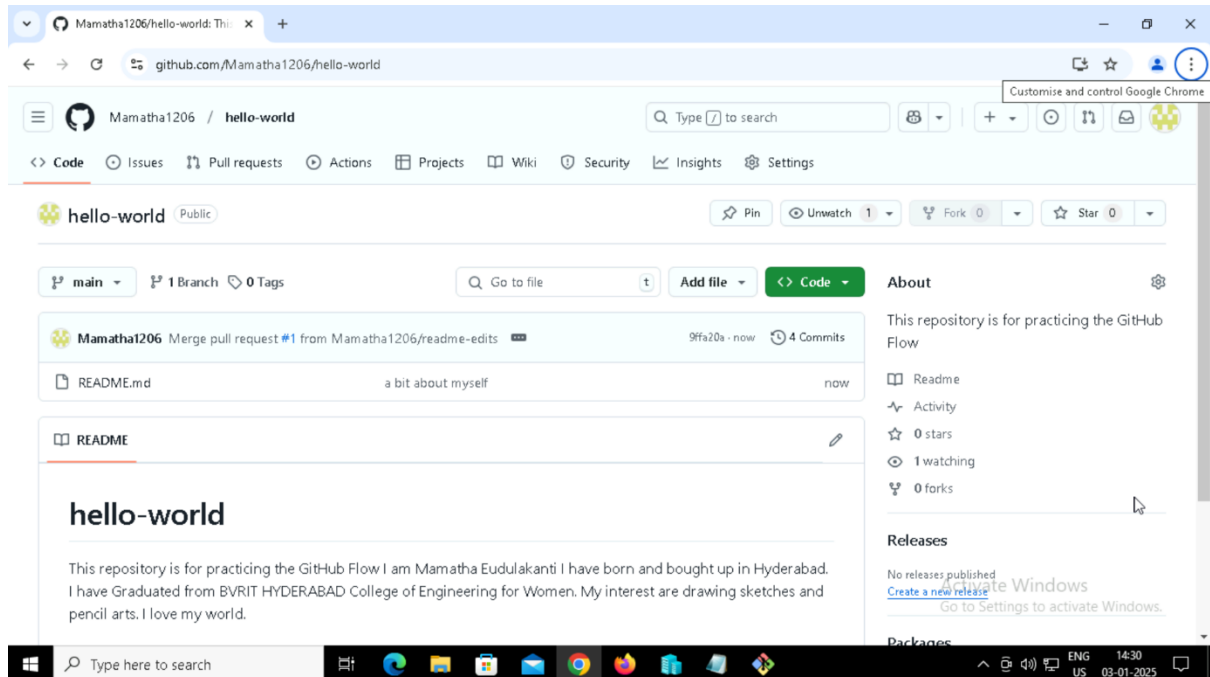 Mamatha1206/hello-world: This
github.com/Mamatha1206/hello-world
Customise and control Google Chrome
Mamatha1206 / hello-world
Type / to search
Code Issues Pull requests Actions Projects Wiki Security Insights Settings
hello-world Public
Pin Unwatch 1 Fork 0 Star 0
main 1 Branch 0 Tags Go to file t Add file Code
Mamatha1206 Merge pull request #1 from Mamatha1206/readme-edits 9ffa20a · now 4 Commits
README.md a bit about myself now
README
hello-world
This repository is for practicing the GitHub Flow I am Mamatha Eudulakanti I have born and bought up in Hyderabad.
I have Graduated from BVRIT HYDERABAD College of Engineering for Women. My interest are drawing sketches and
pencil arts. I love my world.
About
This repository is for practicing the GitHub
Flow
Readme
Activity
0 stars
1 watching
0 forks
Releases
No releases published
Create a new release
Activate Windows
Go to Settings to activate Windows.
Packages
Type here to search
ENG 14:30
US 03-01-2025